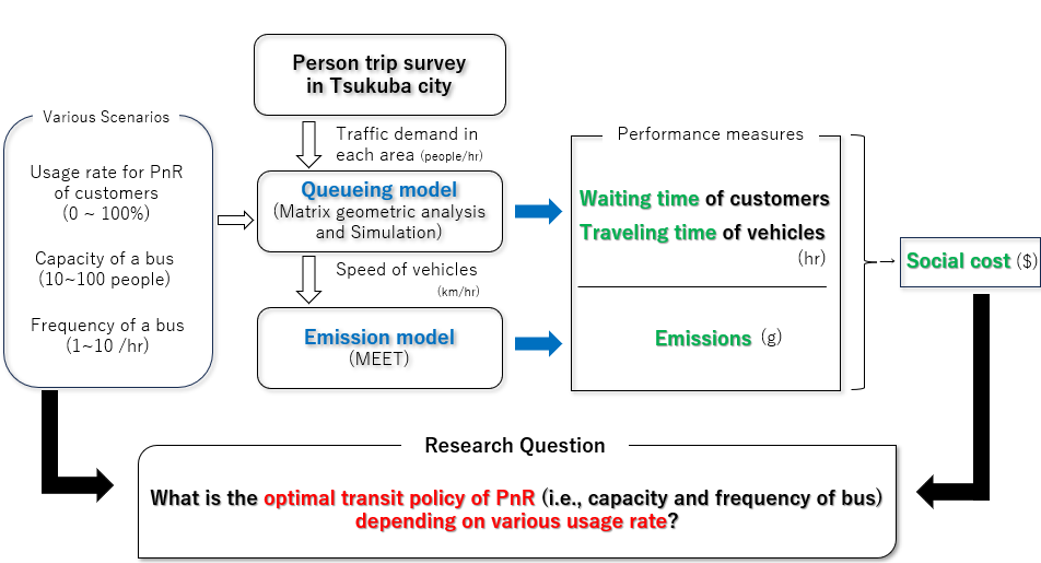 Person trip survey
in Tsukuba city
Various Scenarios
Usage rate for PnR
of customers
(0 ~ 100%)
Capacity of a bus
(10~100 people)
Frequency of a bus
(1~10 /hr)
Traffic demand in
each area (people/hr)
Queueing model
(Matrix geometric analysis
and Simulation)
Speed of vehicles
(km/hr)
Emission model
(MEET)
Performance measures
Waiting time of customers
Traveling time of vehicles
(hr)
Emissions (g)
Social cost ($)
Research Question
What is the optimal transit policy of PnR (i.e., capacity and frequency of bus)
depending on various usage rate?